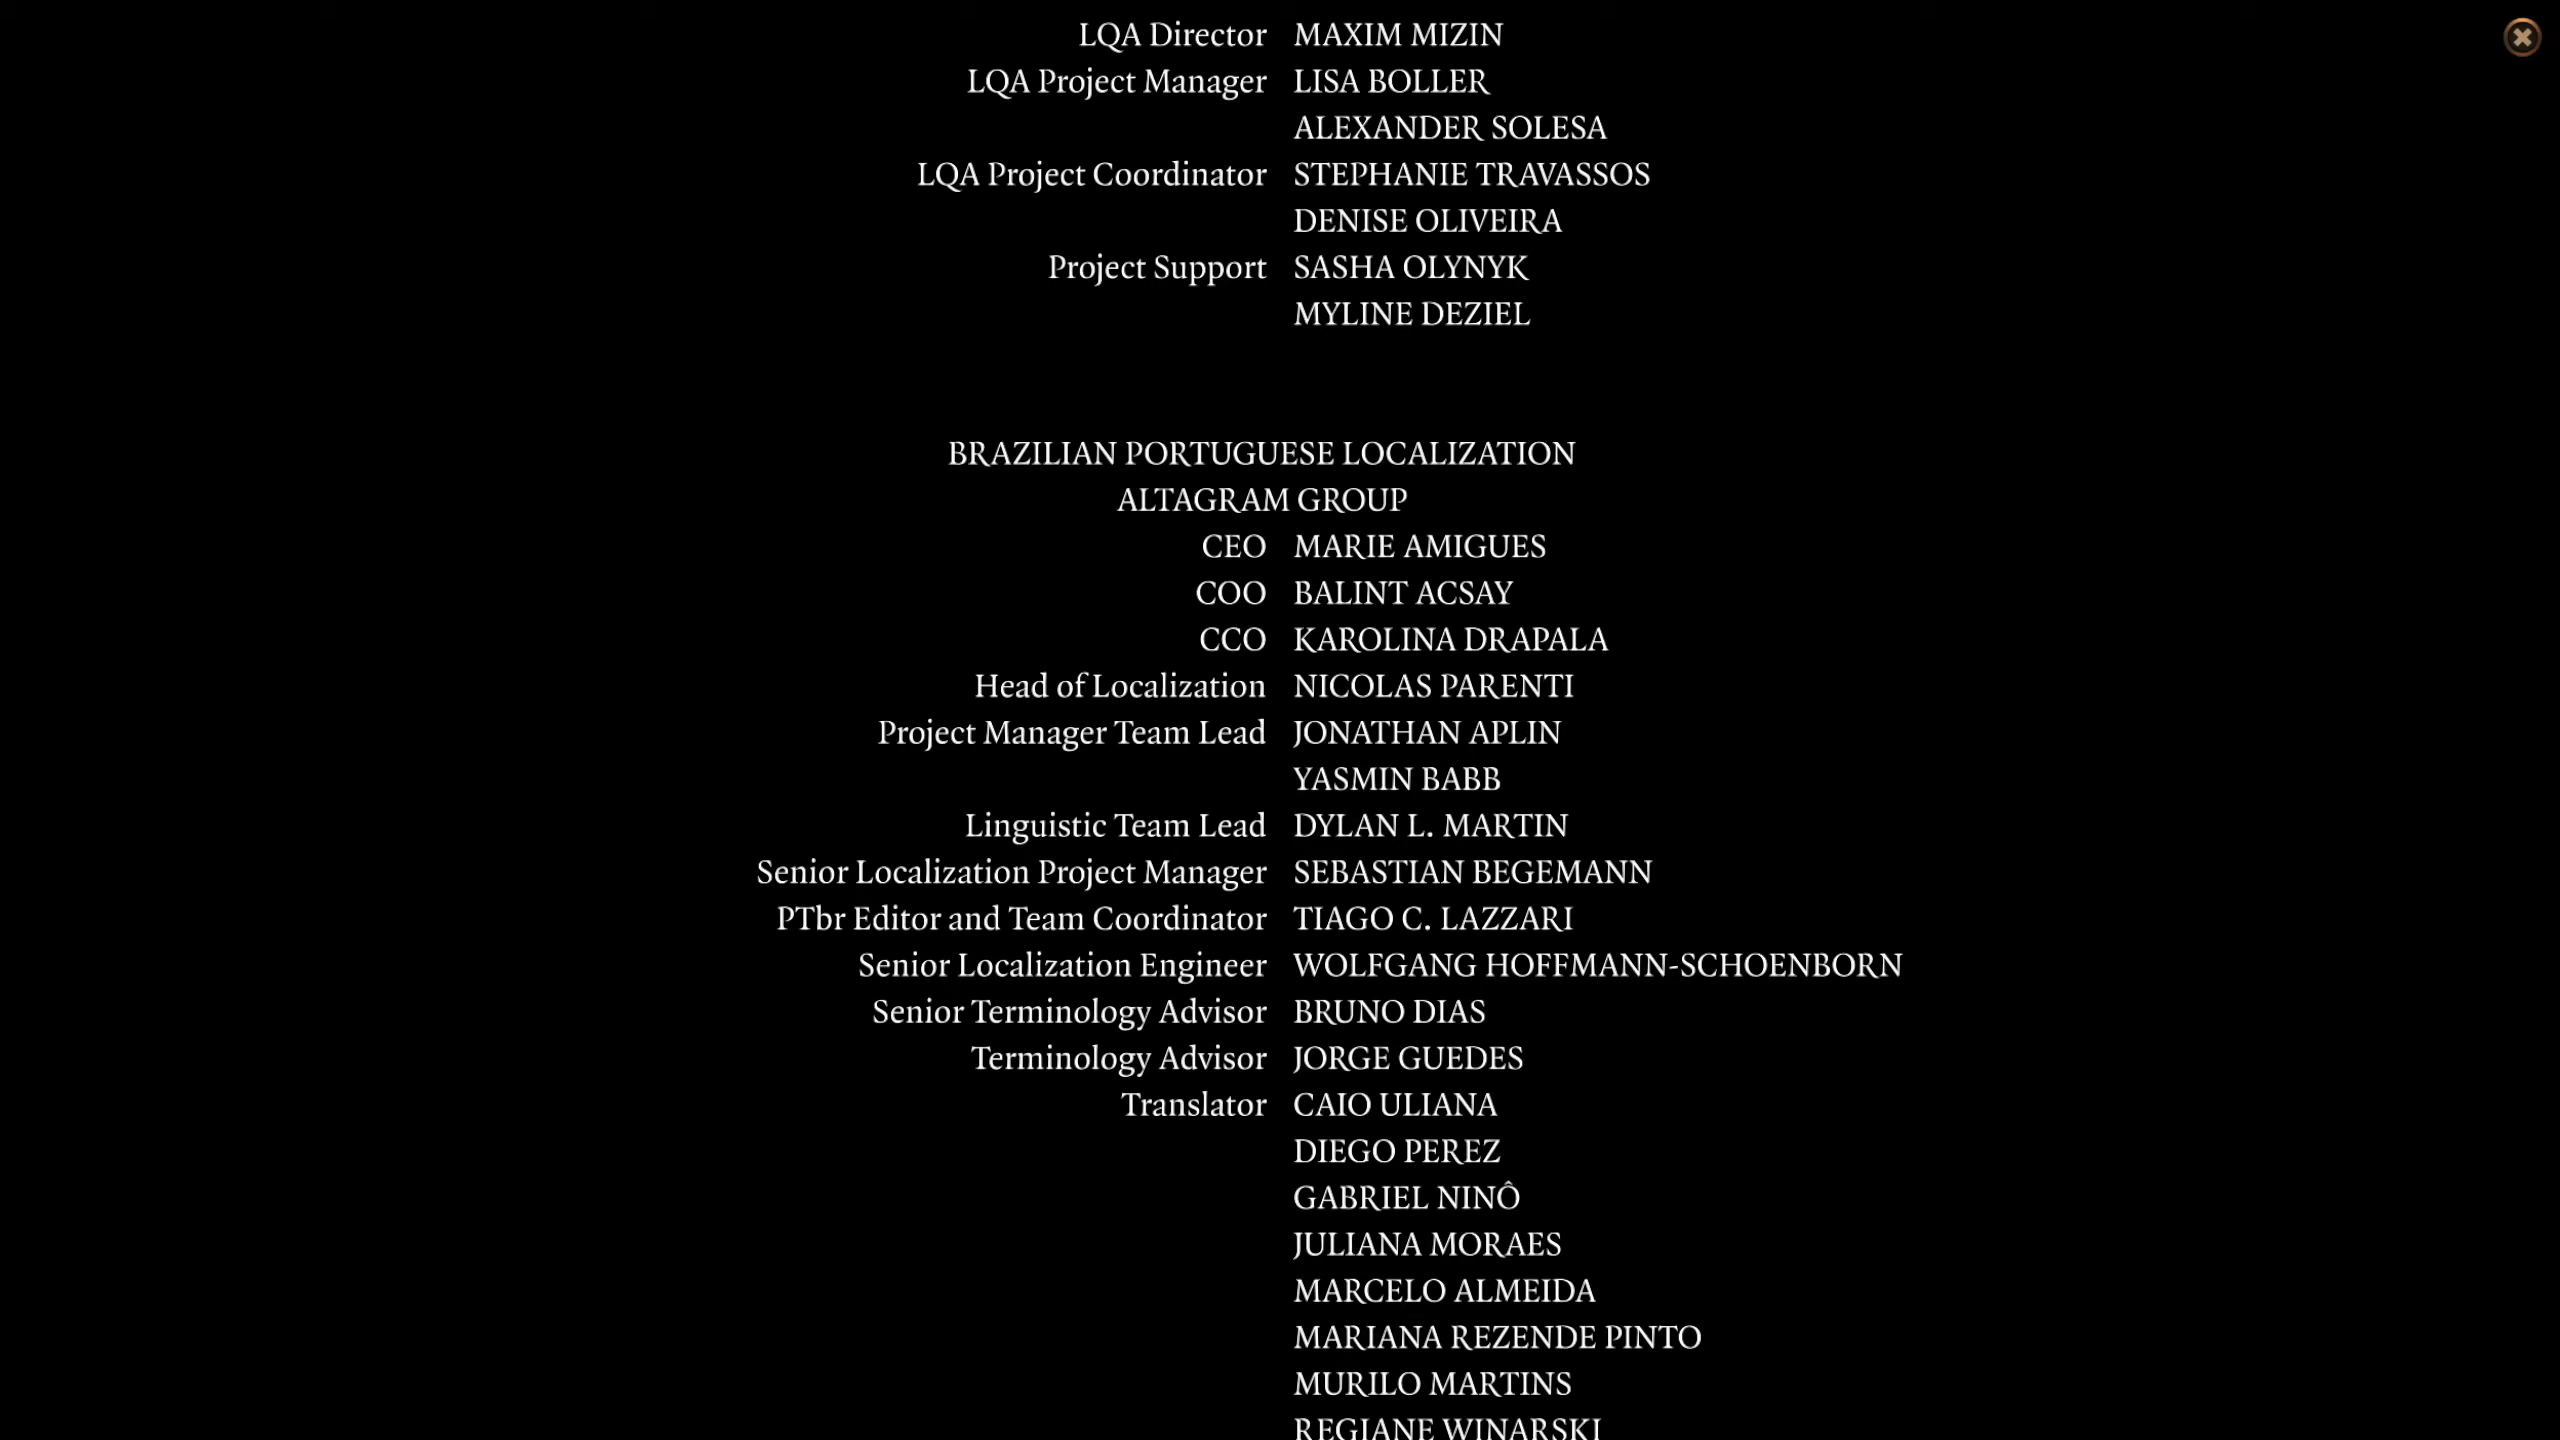 LQA Director MAXIM MIZIN
LQA Project Manager LISA BOLLER
ALEXANDER SOLESA
LQA Project Coordinator STEPHANIE TRAVASSOS
DENISE OLIVEIRA
Project Support SASHA OLYNYK
MYLINE DEZIEL
BRAZILIAN PORTUGUESE LOCALIZATION
ALTAGRAM GROUP
CEO MARIE AMIGUES
COO BALINT ACSAY
CCO KAROLINA DRAPALA
Head of Localization NICOLAS PARENTI
Project Manager Team Lead JONATHAN APLIN
YASMIN BABB
Linguistic Team Lead DYLAN L. MARTIN
Senior Localization Project Manager SEBASTIAN BEGEMANN
PTbr Editor and Team Coordinator TIAGO C. LAZZARI
Senior Localization Engineer WOLFGANG HOFFMANN-SCHOENBORN
Senior Terminology Advisor BRUNO DIAS
Terminology Advisor JORGE GUEDES
Translator CAIO ULIANA
DIEGO PEREZ
GABRIEL NINÔ
JULIANA MORAES
MARCELO ALMEIDA
MARIANA REZENDE PINTO
MURILO MARTINS
REGIANE WINARSKI